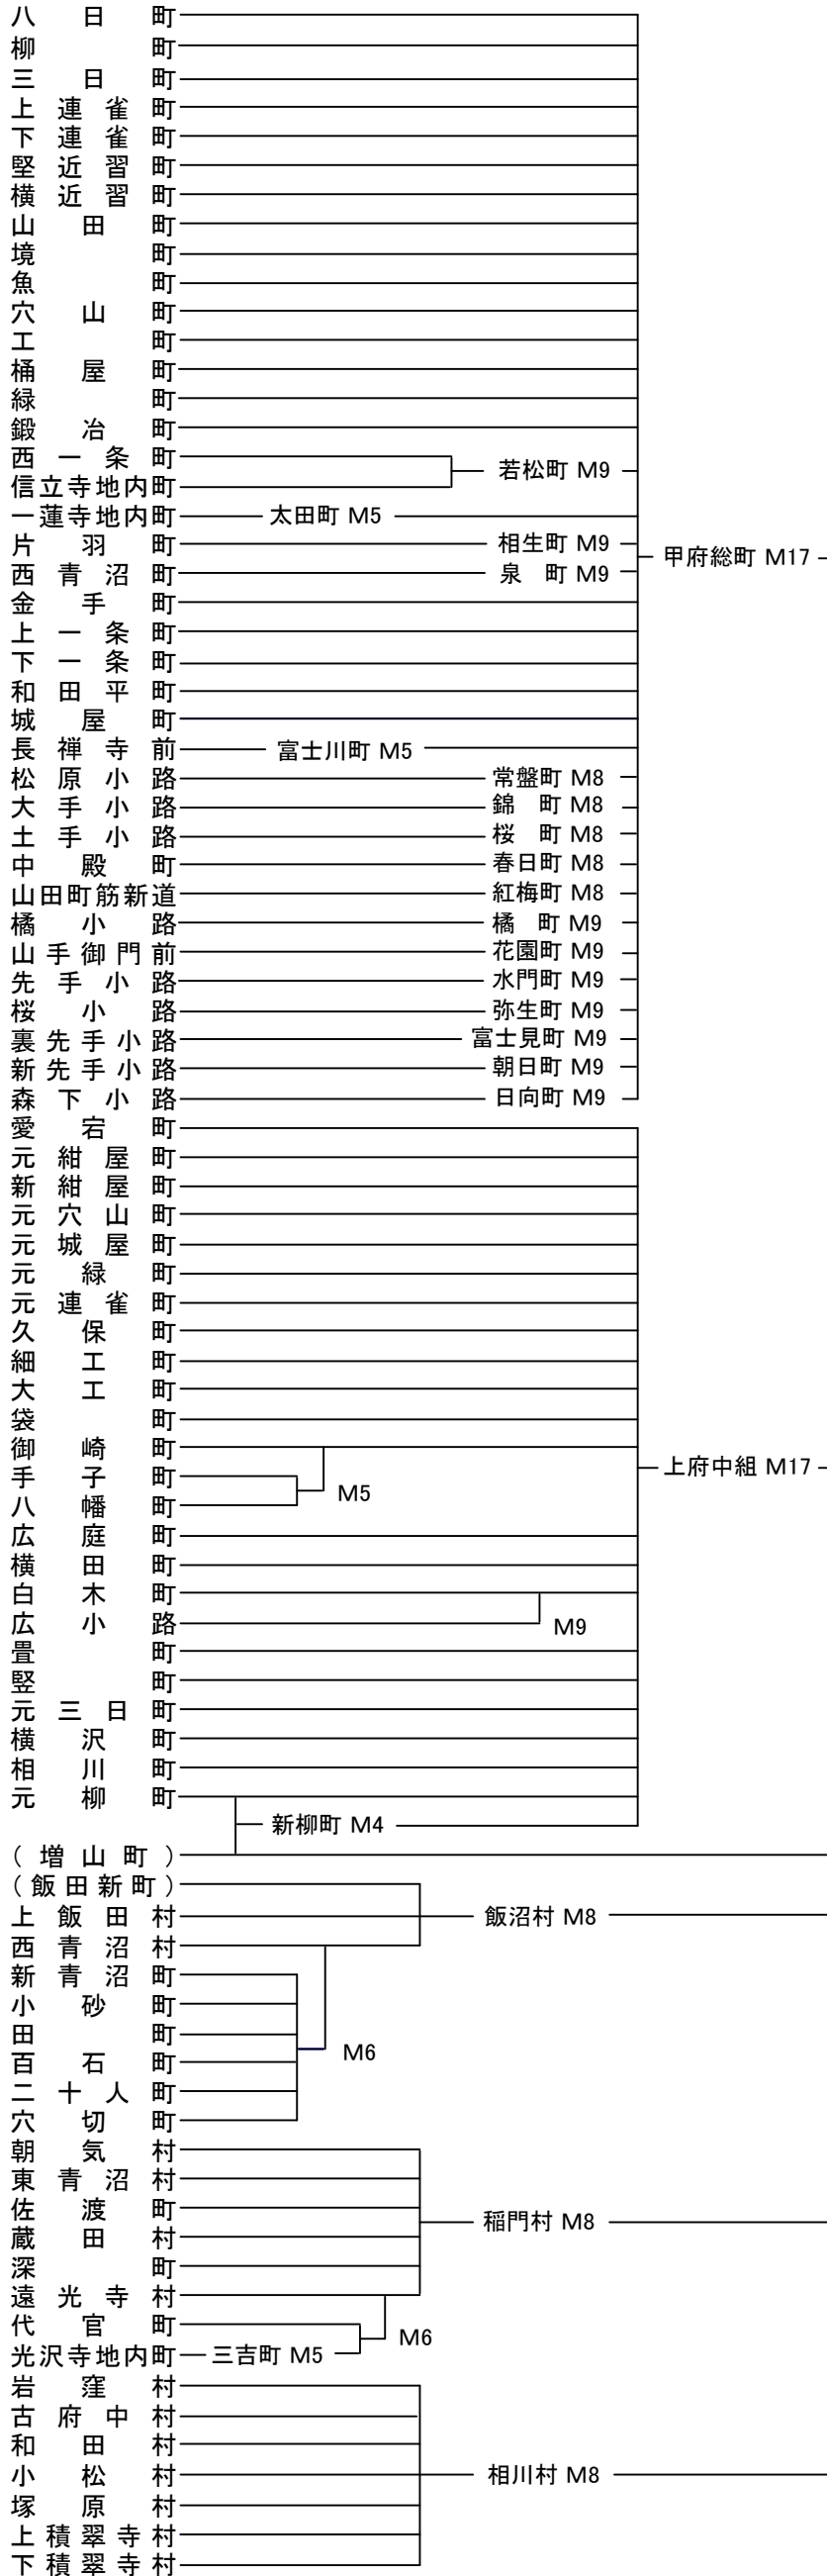 八日町
柳町
三日町
上連雀町
下連雀町
堅近習町
横近習町
山田町
境町
魚町
穴山町
工町
桶屋町
緑町
鍛冶町
西一条町
若松町 M9
信立寺地内町
一蓮寺地内町 太田町 M5
片羽町 相生町 M9
甲府総町 M17
西青沼町 泉町 M9
金手町
上一条町
下一条町
和田平町
城屋町
長禅寺前 富士川町 M5
松原小路 常盤町 M8
大手小路 錦町 M8
土手小路 桜町 M8
中殿町 春日町 M8
山田町筋新道 紅梅町 M8
橘小路 橘町 M9
山手御門前 花園町 M9
先手小路 水門町 M9
桜小路 弥生町 M9
裏先手小路 富士見町 M9
新先手小路 朝日町 M9
森下小路 日向町 M9
愛宕町
元紺屋町
新紺屋町
元穴山町
元城屋町
元緑町
元連雀町
久保町
細工町
大工町
袋町
御崎町
上府中組 M17
手子町
M5
八幡町
広庭町
横田町
白木町
広小路 M9
畳町
竪町
元三日町
横沢町
相川町
元柳町
新柳町 M4
(増山町)
(飯田新町)
上飯田村 飯沼村 M8
西青沼村
新青沼町
小砂町
田町
M6
百石町
二十人町
穴切町
朝気村
東青沼村
佐渡町
稲門村 M8
蔵田村
深町
遠光寺村
代官町
M6
光沢寺地内町 三吉町 M5
岩窪村
古府中村
和田村
小松村 相川村 M8
塚原村
上積翠寺村
下積翠寺村